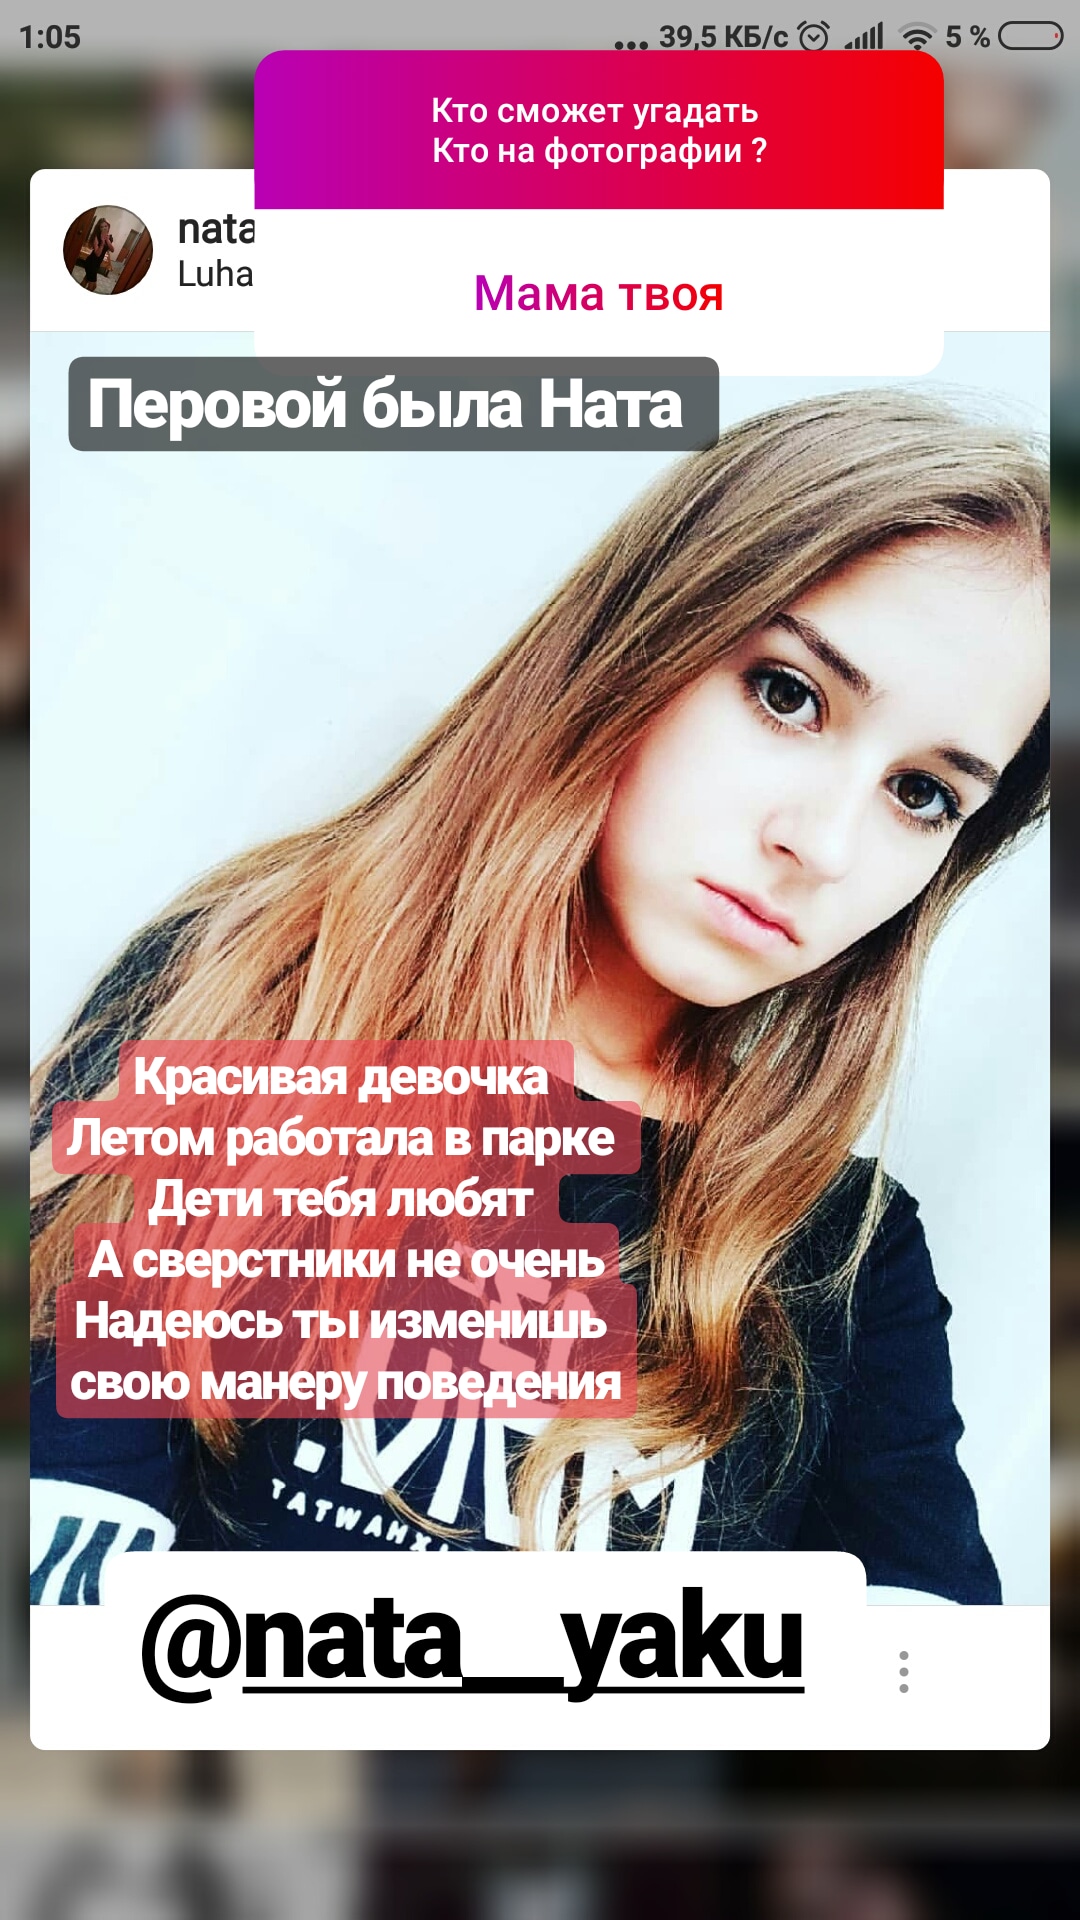 1:05
... 39,5 КБ/с 5 %
Кто сможет угадать
Кто на фотографии ?
nata
Luha
Мама твоя
Перовой была Ната
Красивая девочка
Летом работала в парке
Дети тебя любят
А сверстники не очень
Надеюсь ты изменишь
свою манеру поведения
@nata__yaku